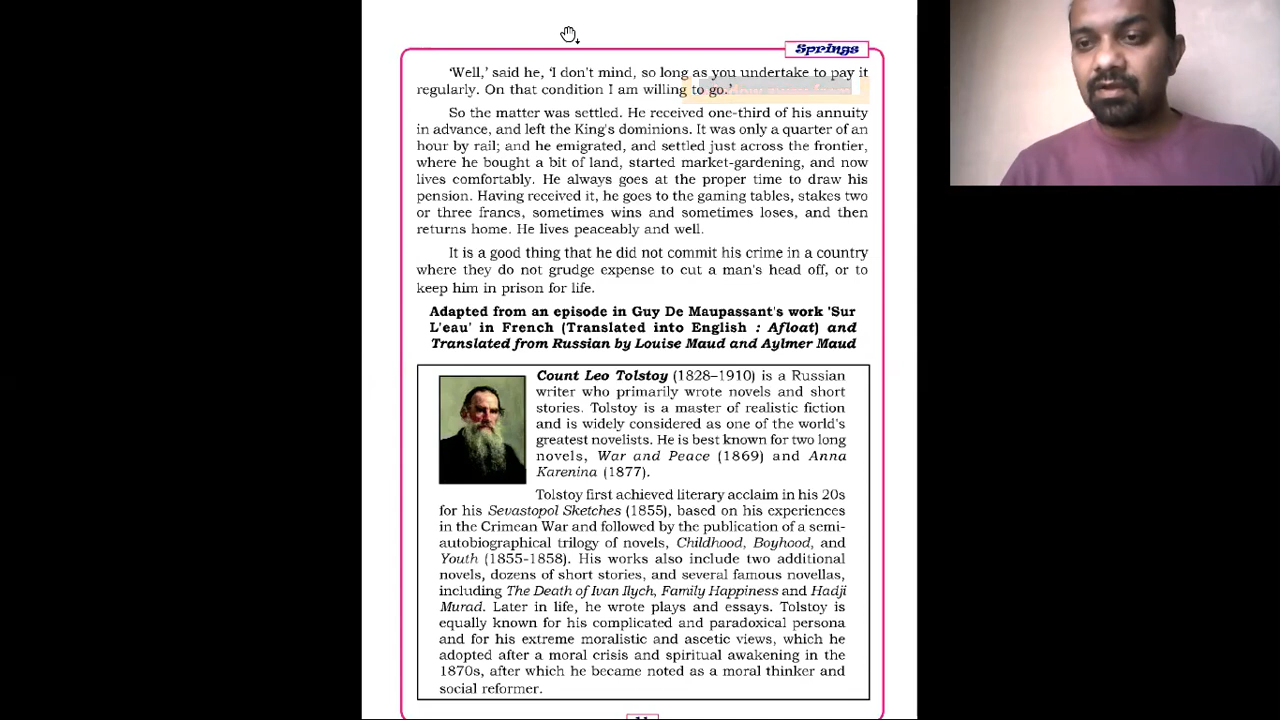 Springs
‘Well,’ said he, ‘I don't mind, so long as you undertake to pay it
regularly. On that condition I am willing to go.’
So the matter was settled. He received one-third of his annuity
in advance, and left the King's dominions. It was only a quarter of an
hour by rail; and he emigrated, and settled just across the frontier,
where he bought a bit of land, started market-gardening, and now
lives comfortably. He always goes at the proper time to draw his
pension. Having received it, he goes to the gaming tables, stakes two
or three francs, sometimes wins and sometimes loses, and then
returns home. He lives peaceably and well.
It is a good thing that he did not commit his crime in a country
where they do not grudge expense to cut a man's head off, or to
keep him in prison for life.
Adapted from an episode in Guy De Maupassant's work 'Sur
L'eau' in French (Translated into English : Afloat) and
Translated from Russian by Louise Maud and Aylmer Maud
Count Leo Tolstoy (1828–1910) is a Russian
writer who primarily wrote novels and short
stories. Tolstoy is a master of realistic fiction
and is widely considered as one of the world's
greatest novelists. He is best known for two long
novels, War and Peace (1869) and Anna
Karenina (1877).
Tolstoy first achieved literary acclaim in his 20s
for his Sevastopol Sketches (1855), based on his experiences
in the Crimean War and followed by the publication of a semi-
autobiographical trilogy of novels, Childhood, Boyhood, and
Youth (1855-1858). His works also include two additional
novels, dozens of short stories, and several famous novellas,
including The Death of Ivan Ilych, Family Happiness and Hadji
Murad. Later in life, he wrote plays and essays. Tolstoy is
equally known for his complicated and paradoxical persona
and for his extreme moralistic and ascetic views, which he
adopted after a moral crisis and spiritual awakening in the
1870s, after which he became noted as a moral thinker and
social reformer.